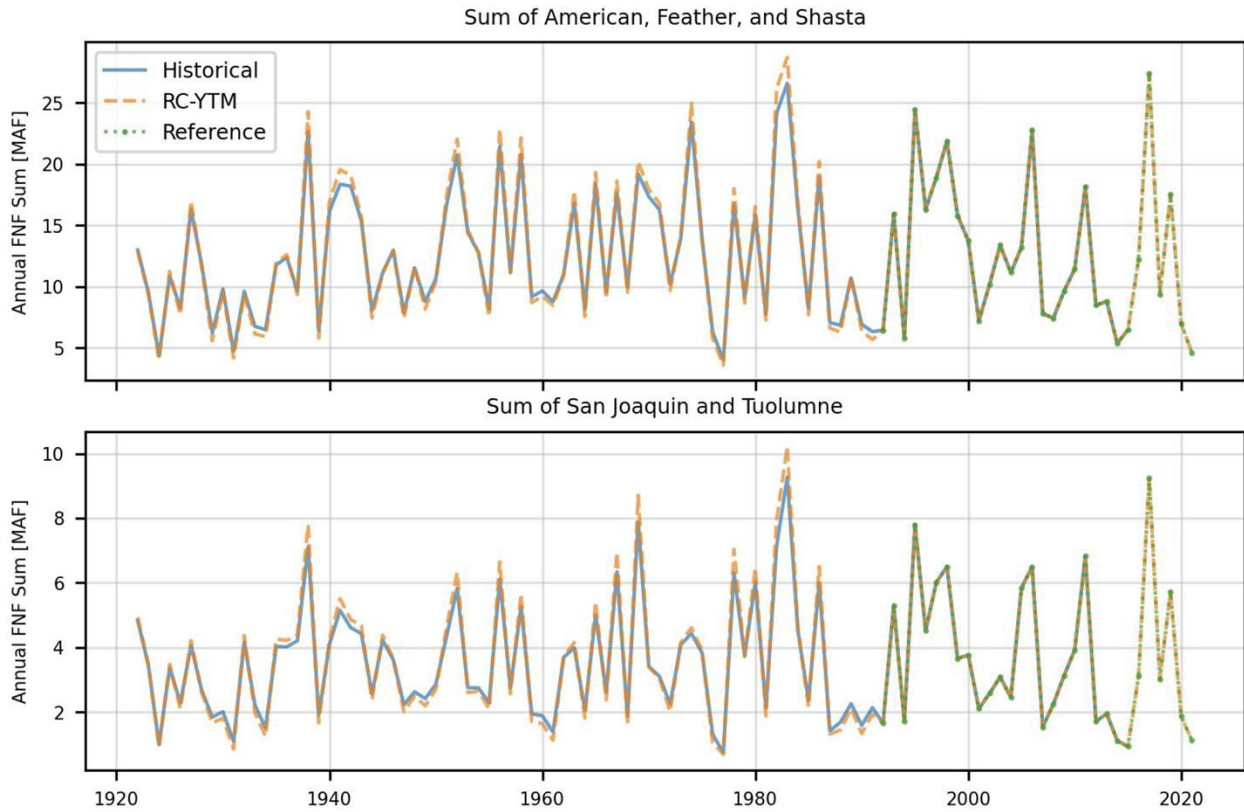 Sum of American, Feather, and Shasta
Annual FNF Sum [MAF]
25
20
15
10
5
Historical
RC-YTM
Reference
Sum of San Joaquin and Tuolumne
Annual FNF Sum [MAF]
10
8
6
4
2
1920
1940
1960
1980
2000
2020